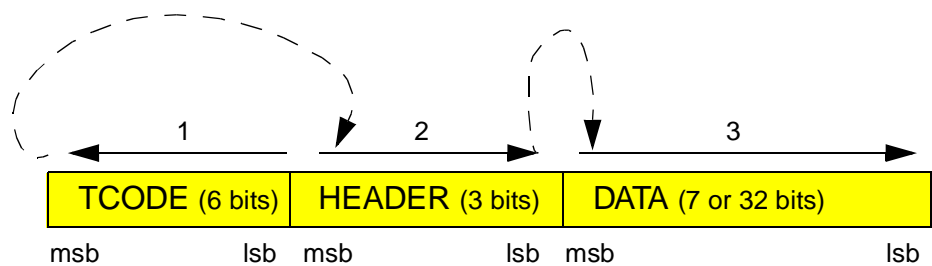 1 2 3
TCODE (6 bits) HEADER (3 bits) DATA (7 or 32 bits)
msb lsb msb lsb msb lsb